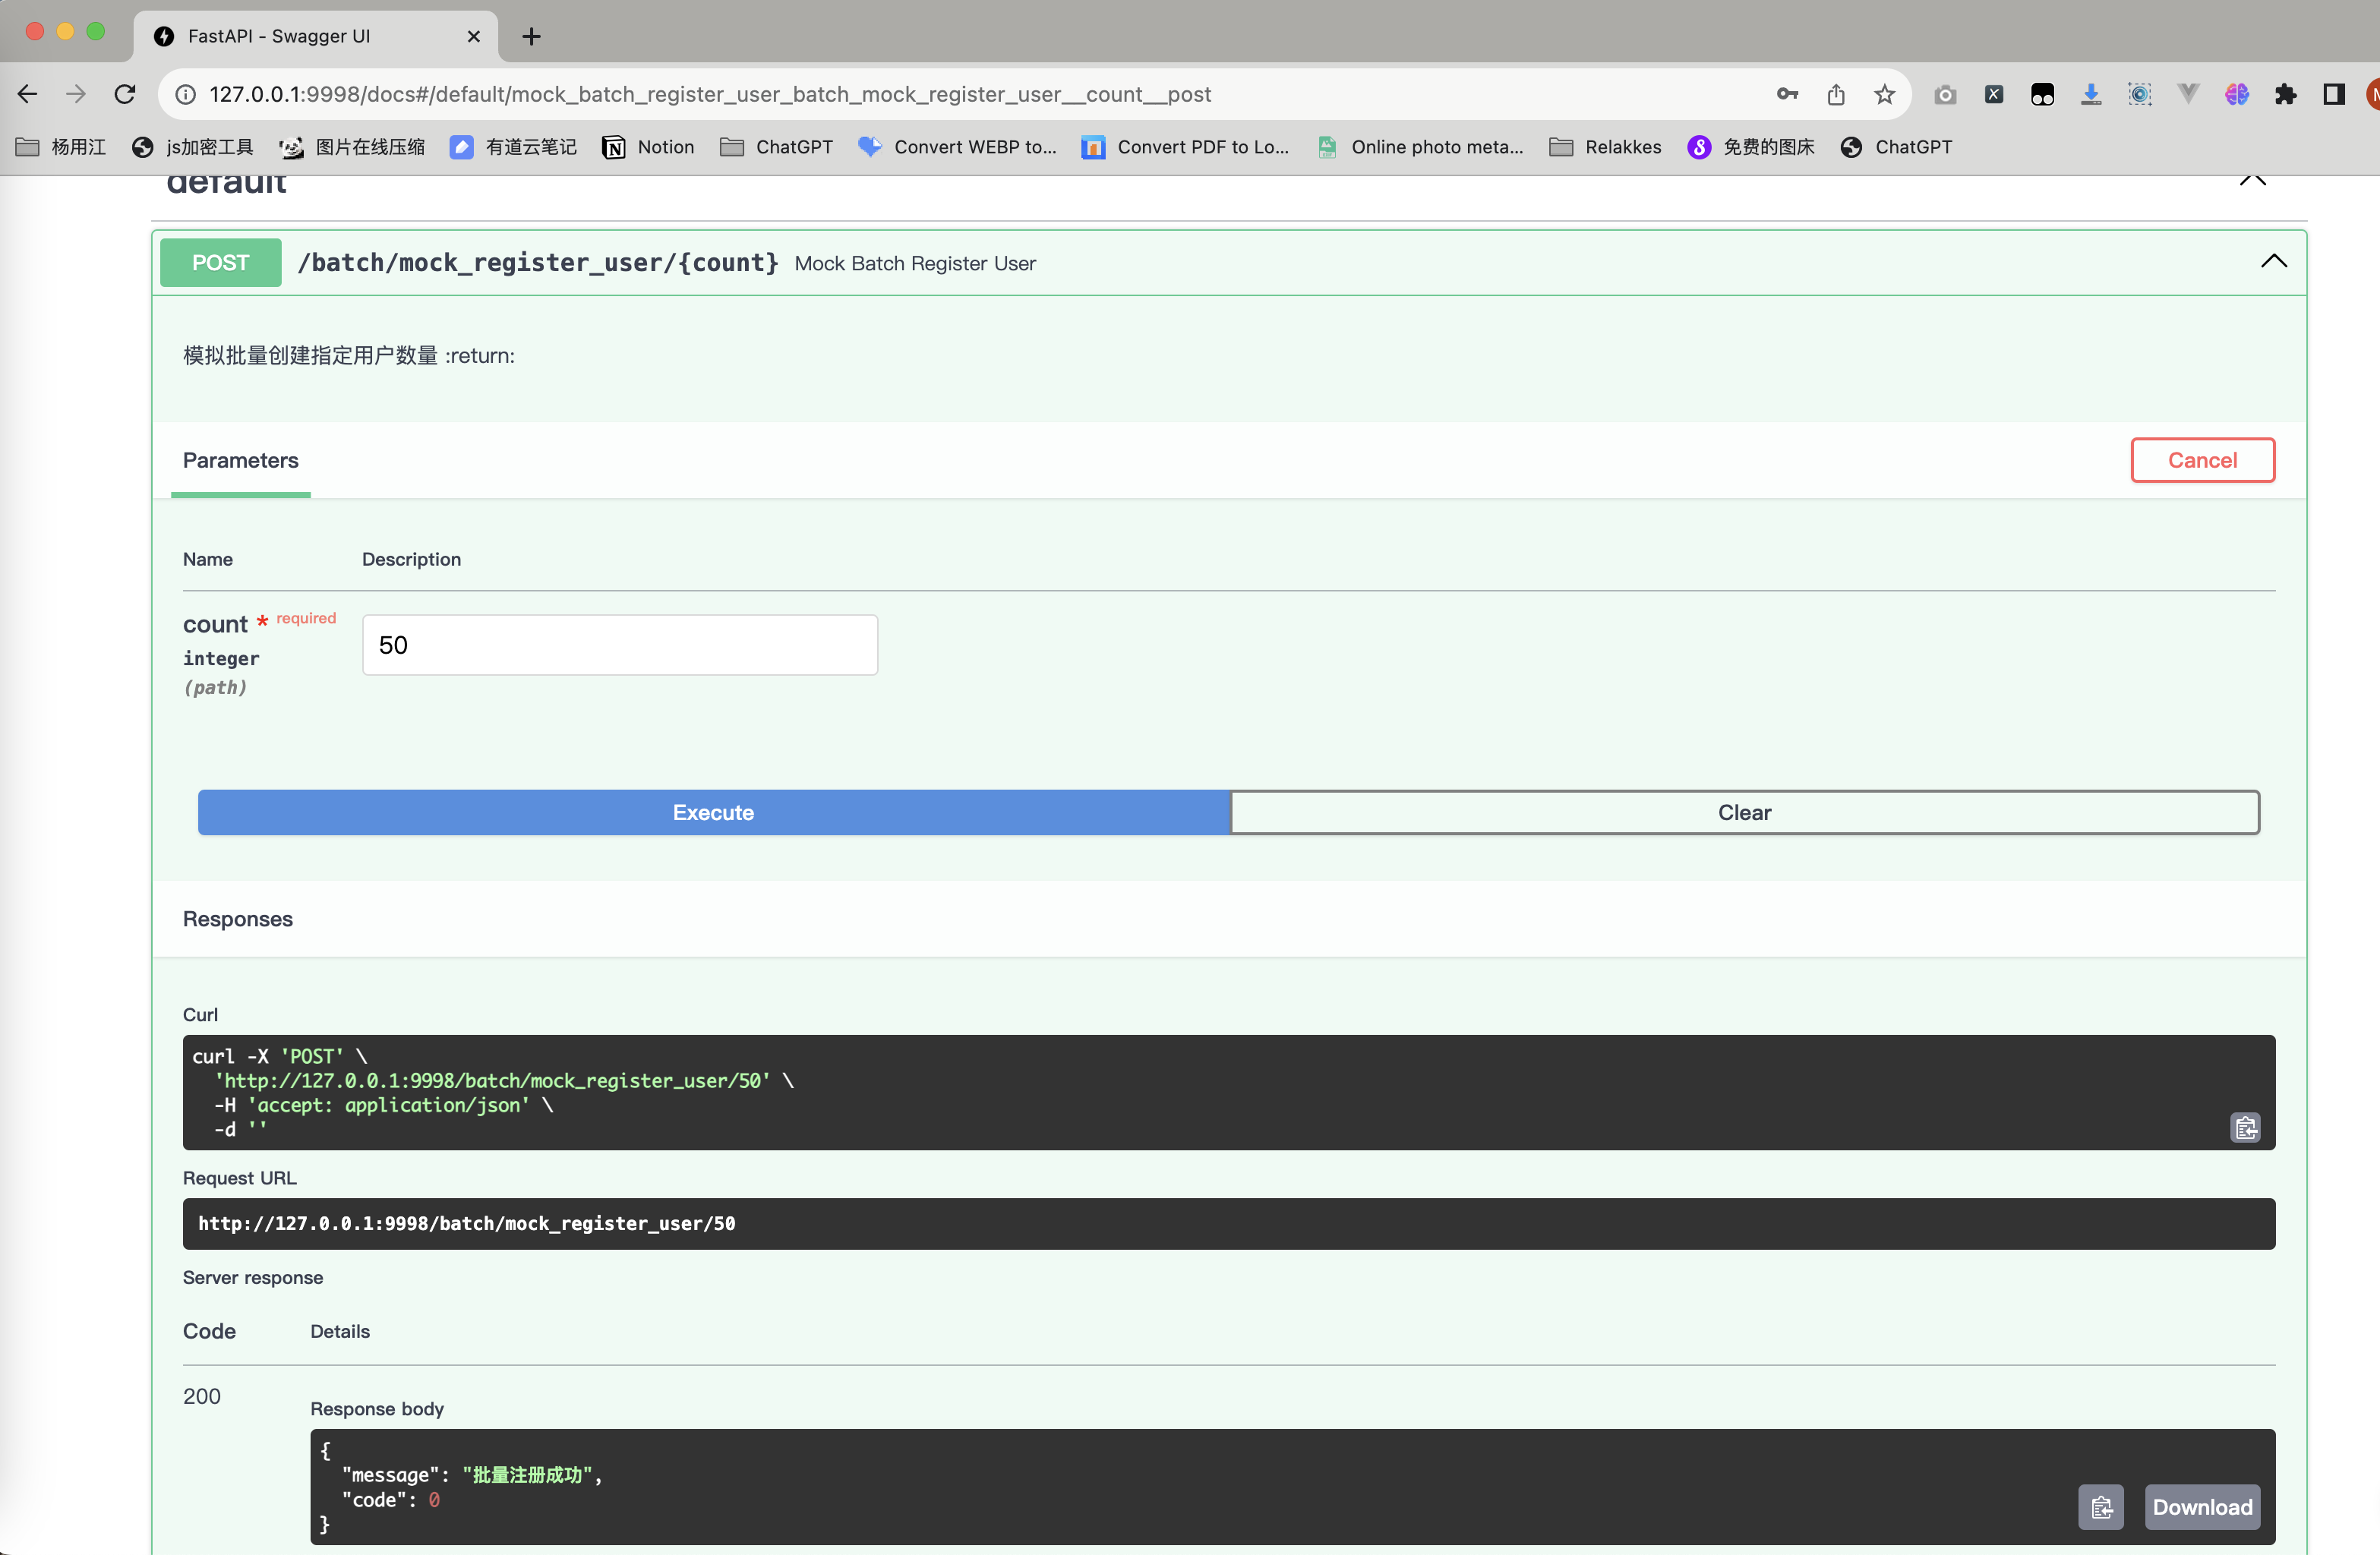 FastAPI - Swagger UI
127.0.0.1:9998/docs#/default/mock_batch_register_user_batch_mock_register_user__count__post
杨用江 js加密工具 图片在线压缩 有道云笔记 Notion ChatGPT Convert WEBP to... Convert PDF to Lo... Online photo meta... Relakkes 免费的图床 ChatGPT
default
POST /batch/mock_register_user/{count} Mock Batch Register User
模拟批量创建指定用户数量 :return:
Parameters Cancel
Name Description
count * required 50
integer
(path)
Execute Clear
Responses
Curl
curl -X 'POST' \
'http://127.0.0.1:9998/batch/mock_register_user/50' \
-H 'accept: application/json' \
-d ''
Request URL
http://127.0.0.1:9998/batch/mock_register_user/50
Server response
Code Details
200
Response body
{
"message": "批量注册成功",
"code": 0
}
Download